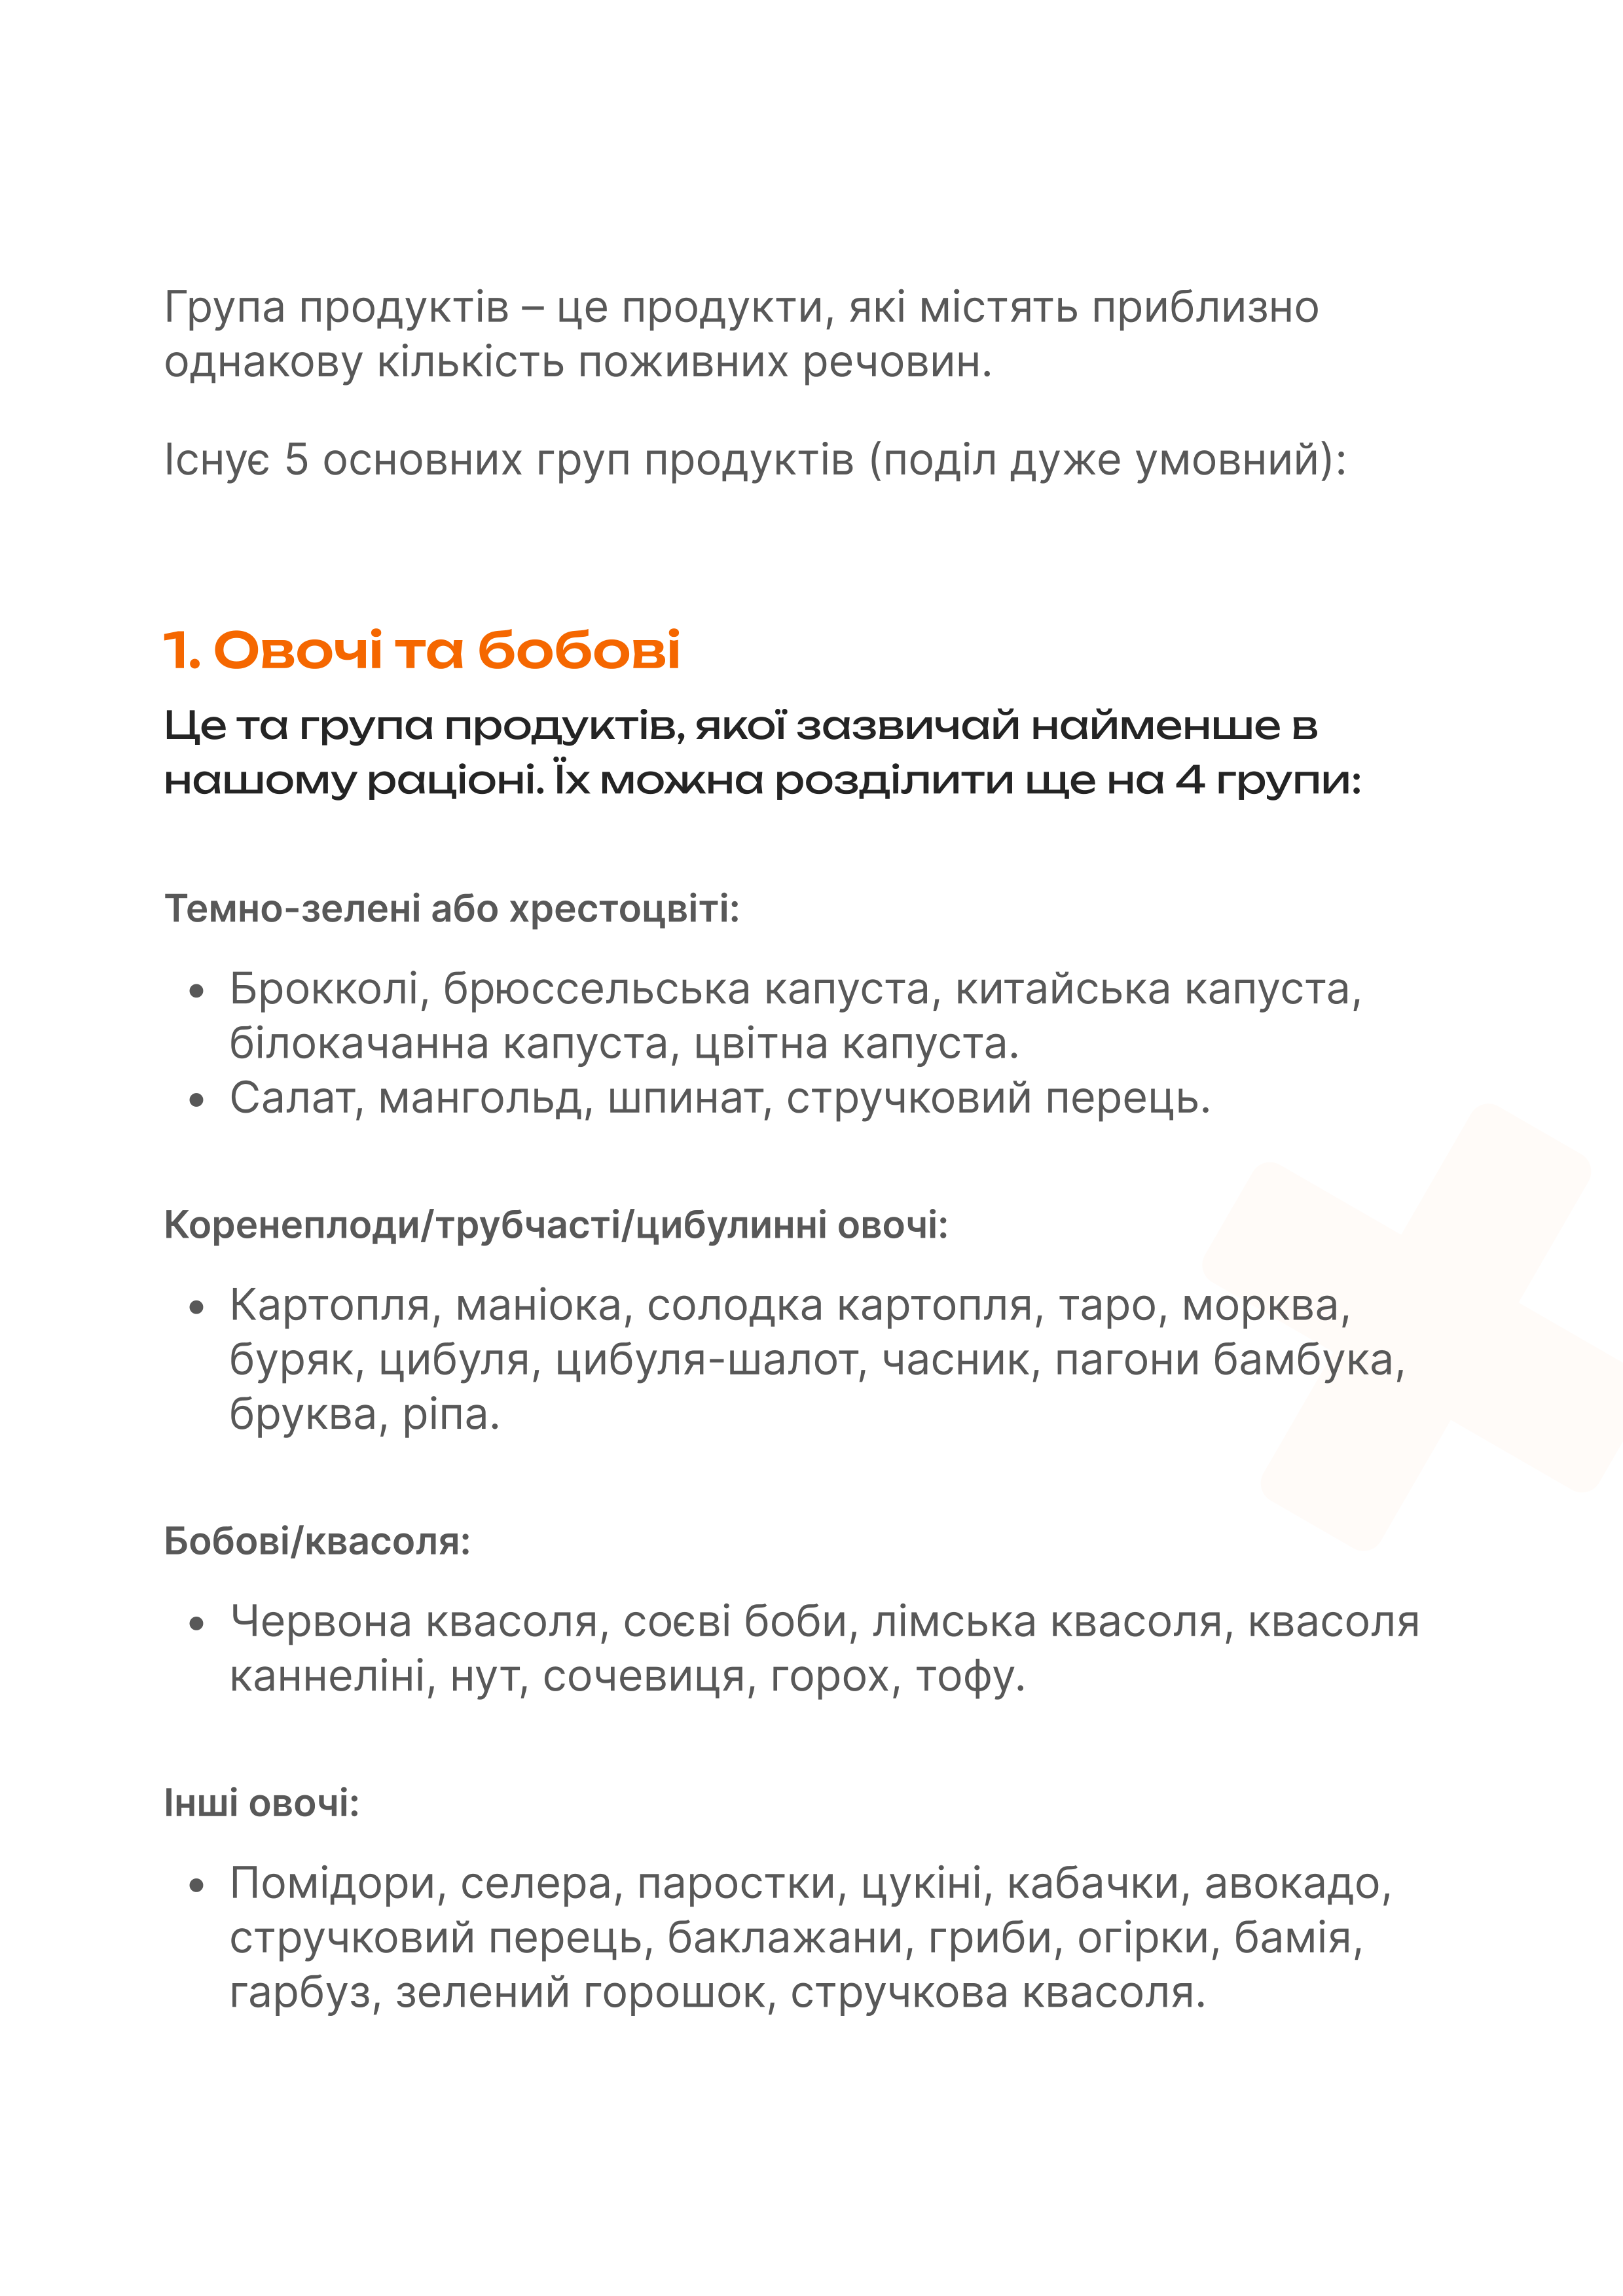 Група продуктів – це продукти, які містять приблизно
однакову кількість поживних речовин.
Існує 5 основних груп продуктів (поділ дуже умовний):
1. Овочі та бобові
Це та група продуктів, якої зазвичай найменше в
нашому раціоні. Їх можна розділити ще на 4 групи:
Темно-зелені або хрестоцвіті:
• Брокколі, брюссельська капуста, китайська капуста,
білокачанна капуста, цвітна капуста.
• Салат, мангольд, шпинат, стручковий перець.
Коренеплоди/трубчасті/цибулинні овочі:
• Картопля, маніока, солодка картопля, таро, морква,
буряк, цибуля, цибуля-шалот, часник, пагони бамбука,
бруква, ріпа.
Бобові/квасоля:
• Червона квасоля, соєві боби, лімська квасоля, квасоля
каннеліні, нут, сочевиця, горох, тофу.
Інші овочі:
• Помідори, селера, паростки, цукіні, кабачки, авокадо,
стручковий перець, баклажани, гриби, огірки, бамія,
гарбуз, зелений горошок, стручкова квасоля.